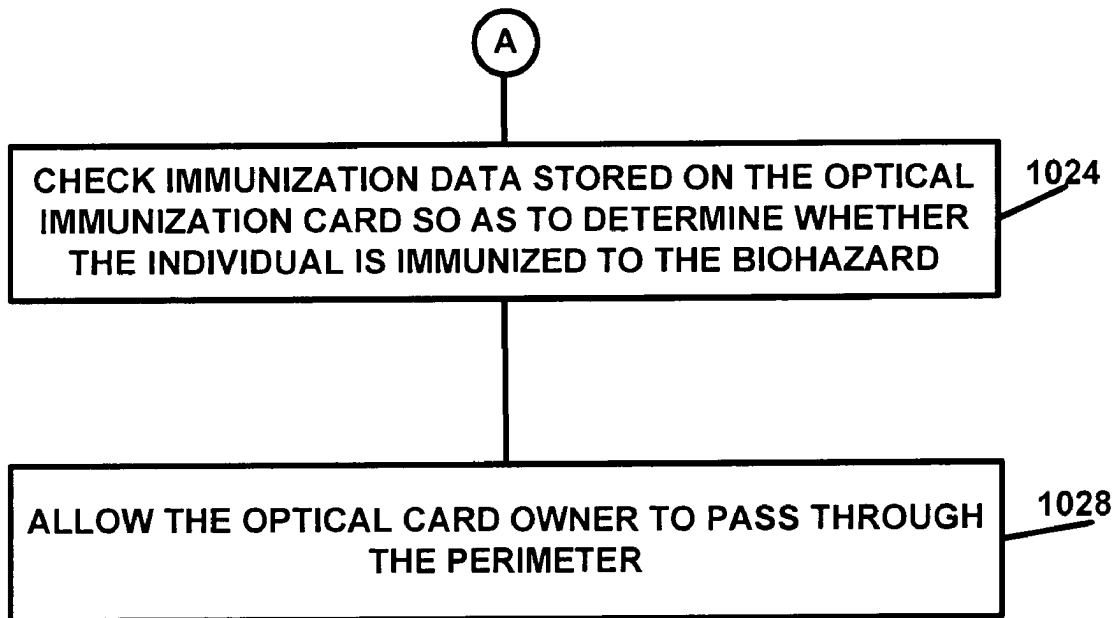 A
CHECK IMMUNIZATION DATA STORED ON THE OPTICAL
IMMUNIZATION CARD SO AS TO DETERMINE WHETHER
THE INDIVIDUAL IS IMMUNIZED TO THE BIOHAZARD
1024
ALLOW THE OPTICAL CARD OWNER TO PASS THROUGH
THE PERIMETER
1028